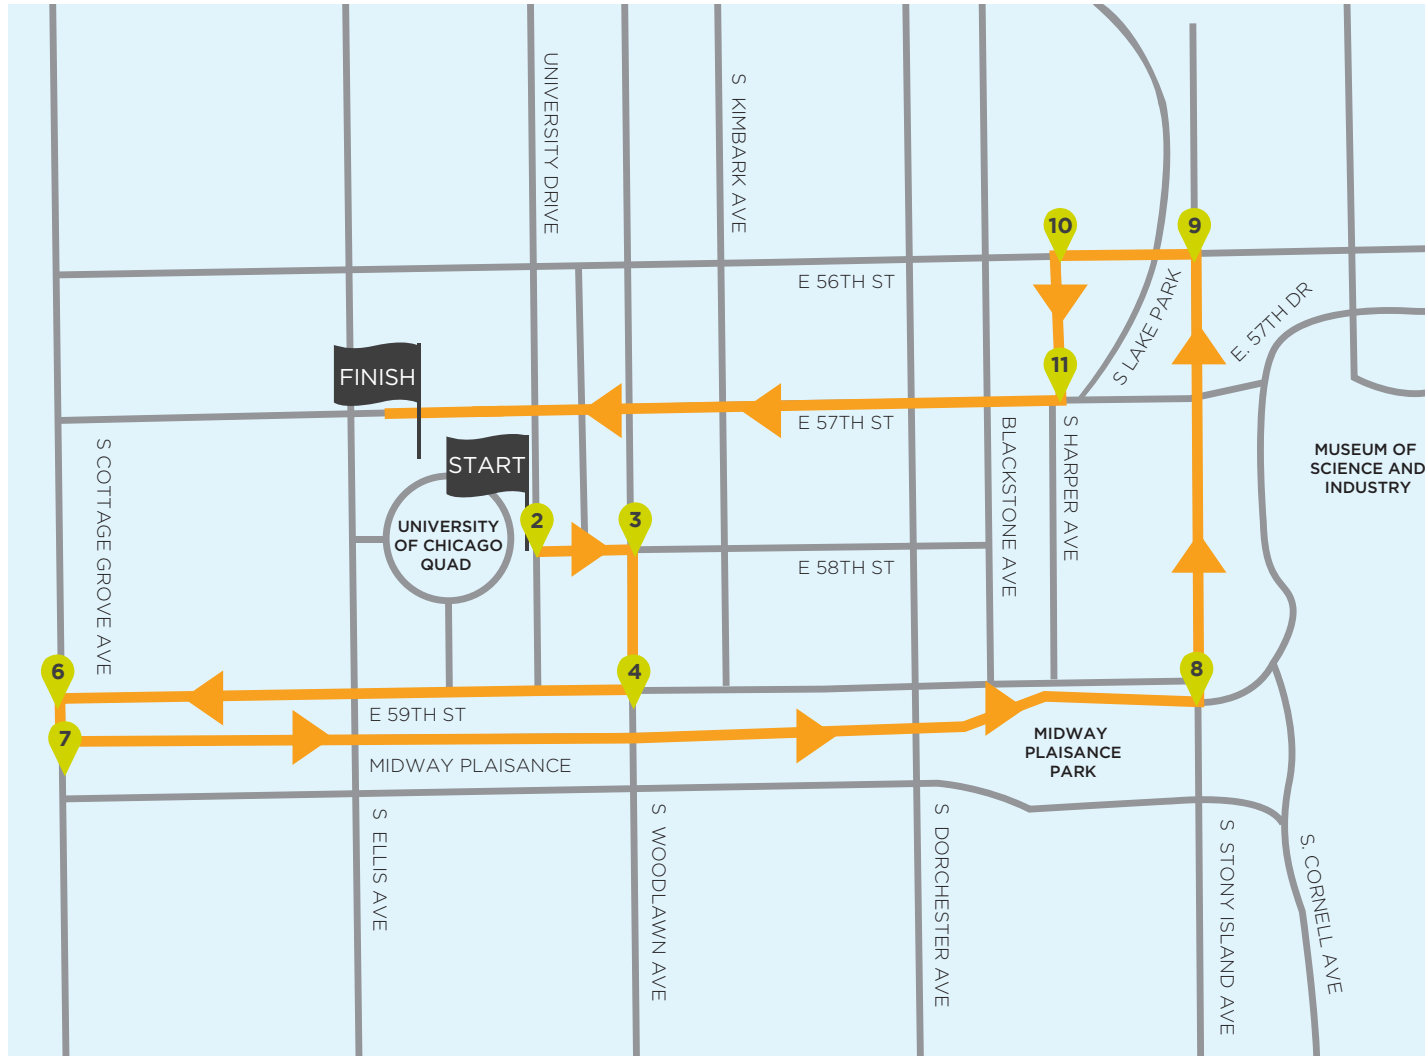 UNIVERSITY DRIVE
S KIMBARK AVE
10
9
E 56TH ST
S LAKE PARK
E. 57TH DR
FINISH
11
E 57TH ST
S COTTAGE GROVE AVE
START
BLACKSTONE AVE
S HARPER AVE
MUSEUM OF
SCIENCE AND
INDUSTRY
2
3
UNIVERSITY
OF CHICAGO
QUAD
E 58TH ST
6
4
8
E 59TH ST
7
MIDWAY PLAISANCE
MIDWAY
PLAISANCE
PARK
S ELLIS AVE
S WOODLAWN AVE
S DORCHESTER AVE
S STONY ISLAND AVE
S. CORNELL AVE